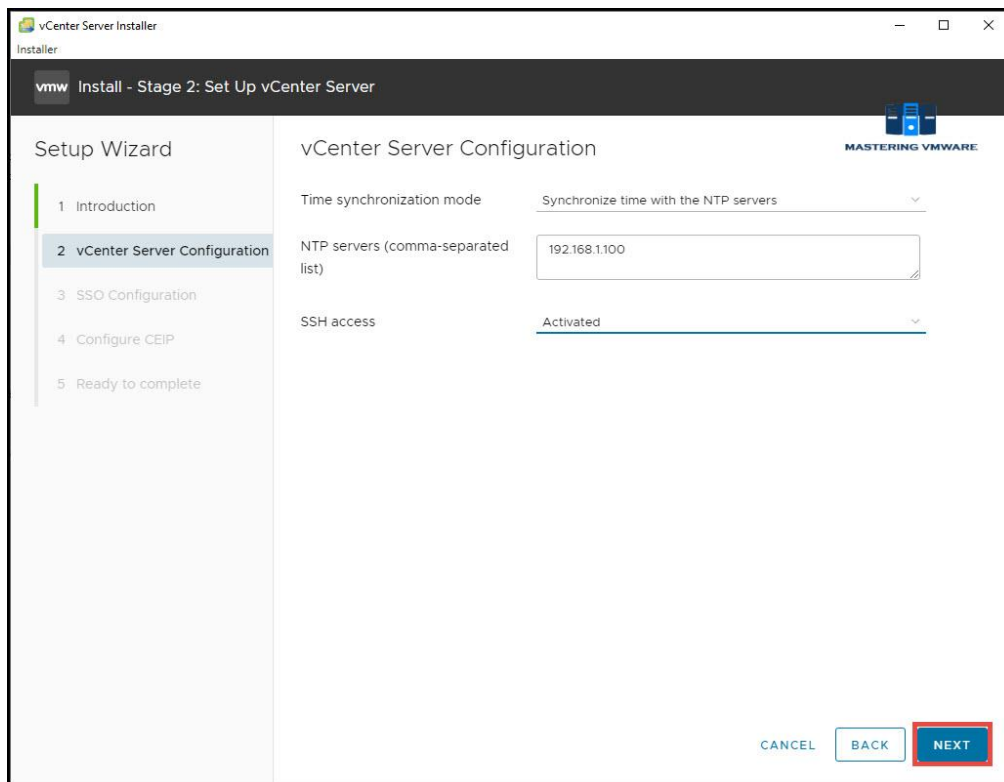 vCenter Server Installer
Installer
vmw Install - Stage 2: Set Up vCenter Server
MASTERING VMWARE
Setup Wizard
1 Introduction
2 vCenter Server Configuration
3 SSO Configuration
4 Configure CEIP
5 Ready to complete
vCenter Server Configuration
Time synchronization mode
Synchronize time with the NTP servers
NTP servers (comma-separated
list)
192.168.1.100
SSH access
Activated
CANCEL
BACK
NEXT